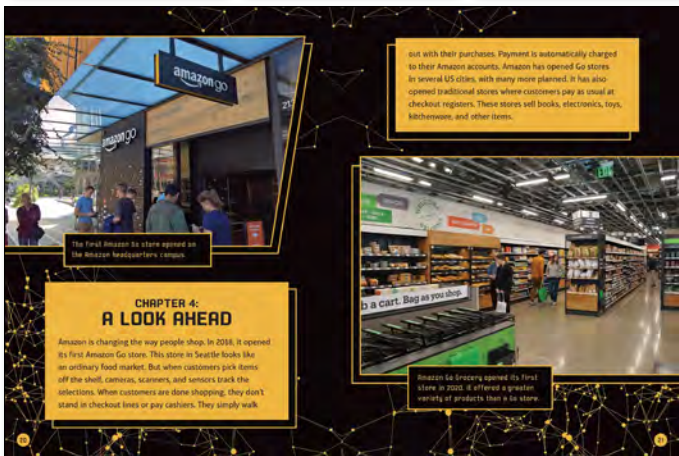 amazon go
amazon go
The first Amazon Go store opened on
the Amazon headquarters campus.
CHAPTER 4:
A LOOK AHEAD
Amazon is changing the way people shop. In 2018, it opened
its first Amazon Go store. This store in Seattle looks like
an ordinary food market. But when customers pick items
off the shelf, cameras, scanners, and sensors track the
selections. When customers are done shopping, they don't
stand in checkout lines or pay cashiers. They simply walk
20
out with their purchases. Payment is automatically charged
to their Amazon accounts. Amazon has opened Go stores
in several US cities, with many more planned. It has also
opened traditional stores where customers pay as usual at
checkout registers. These stores sell books, electronics, toys,
kitchenware, and other items.
EXIT
b a cart. Bag as you shop.
Amazon Go Grocery opened its first
store in 2020. It offered a greater
variety of products than a Go store.
21